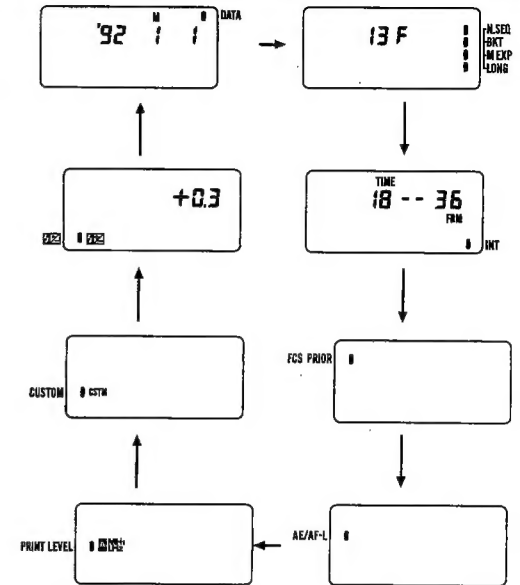 M D DATA
'92 1 1
13 F
N.SEQ
BKT
M EXP
LONG
+0.3
TIME
18 -- 36
FRM
INT
CUSTOM CSTM
FCS PRIOR
PRINT LEVEL
AE/AF-L